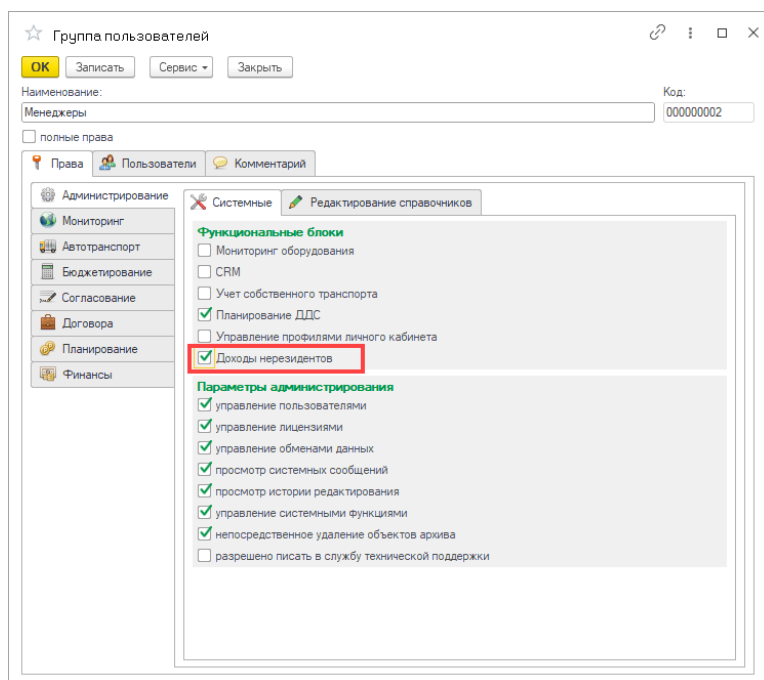 Группа пользователей
ОК Записать Сервис Закрыть
Наименование: Код:
Менеджеры 000000002
полные права
Права Пользователи Комментарий
Администрирование
Мониторинг
Автотранспорт
Бюджетирование
Согласование
Договора
Планирование
Финансы
Системные Редактирование справочников
Функциональные блоки
Мониторинг оборудования
CRM
Учет собственного транспорта
Планирование ДДС
Управление профилями личного кабинета
Доходы нерезидентов
Параметры администрирования
управление пользователями
управление лицензиями
управление обменами данных
просмотр системных сообщений
просмотр истории редактирования
управление системными функциями
непосредственное удаление объектов архива
разрешено писать в службу технической поддержки